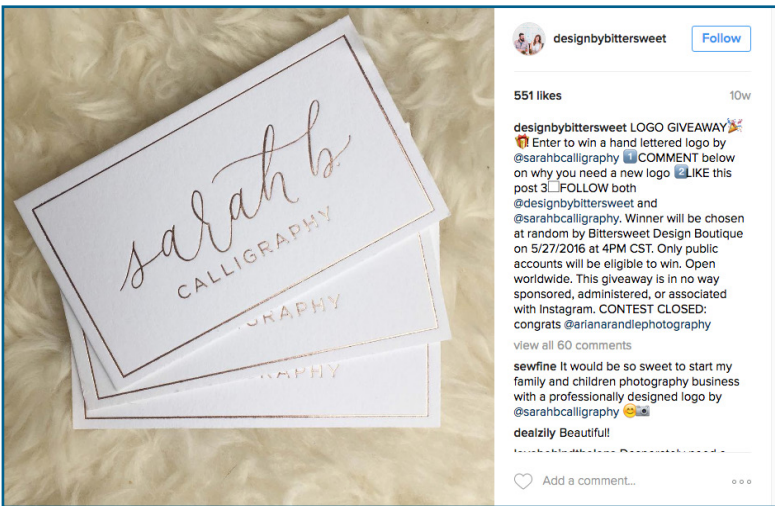 sarah b.
CALLIGRAPHY
GRAPHY
APHY
designbybittersweet
Follow
551 likes
10w
designbybittersweet LOGO GIVEAWAY🎉
🎁! Enter to win a hand lettered logo by
@sarahbcalligraphy 1️⃣COMMENT below
on why you need a new logo 2️⃣LIKE this
post 3⃣FOLLOW both
@designbybittersweet and
@sarahbcalligraphy. Winner will be chosen
at random by Bittersweet Design Boutique
on 5/27/2016 at 4PM CST. Only public
accounts will be eligible to win. Open
worldwide. This giveaway is in no way
sponsored, administered, or associated
with Instagram. CONTEST CLOSED:
congrats @arianarandlephotography
view all 60 comments
sewfine It would be so sweet to start my
family and children photography business
with a professionally designed logo by
@sarahbcalligraphy 😊📷
dealzily Beautiful!
Add a comment...